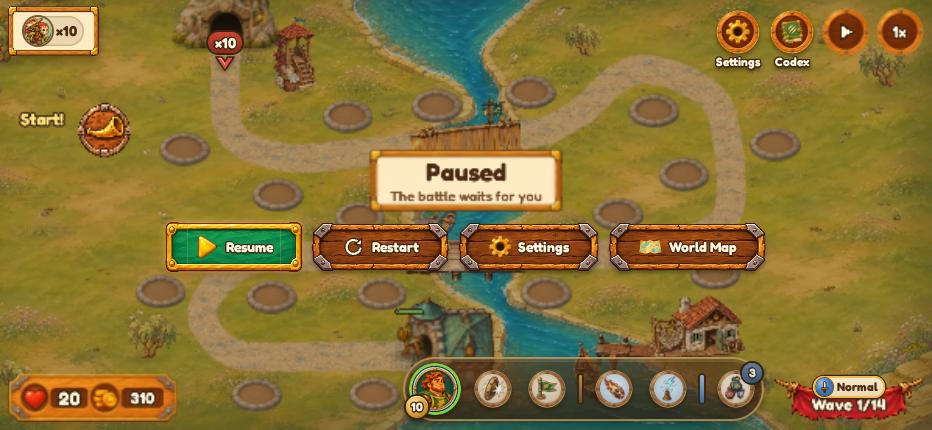 x10
x10
Settings
Codex
1x
Start!
Paused
The battle waits for you
Resume
Restart
Settings
World Map
20
310
10
3
Normal
Wave 1/14